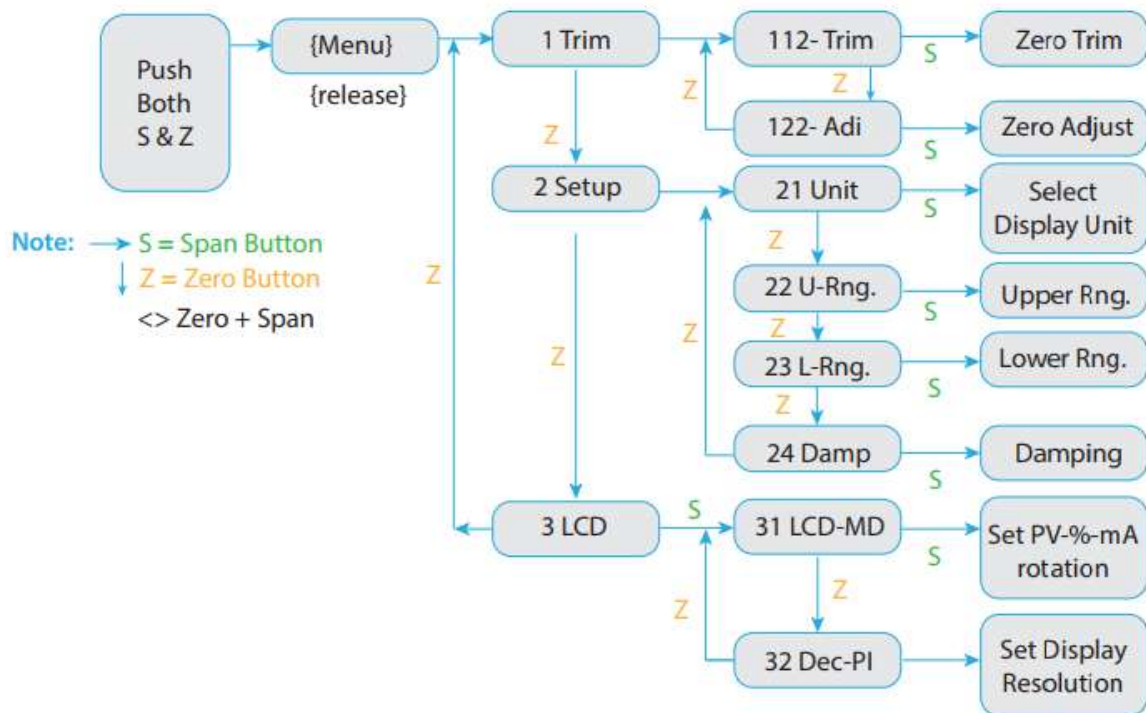 Push
Both
S & Z
{Menu}
{release}
1 Trim
112- Trim
S
Zero Trim
Z
Z
122- Adi
S
Zero Adjust
Z
2 Setup
21 Unit
S
Select
Display Unit
Note:
S = Span Button
Z = Zero Button
<> Zero + Span
Z
Z
22 U-Rng.
S
Upper Rng.
Z
Z
Z
23 L-Rng.
S
Lower Rng.
Z
24 Damp
S
Damping
3 LCD
S
31 LCD-MD
S
Set PV-%-mA
rotation
Z
Z
32 Dec-PI
Set Display
Resolution